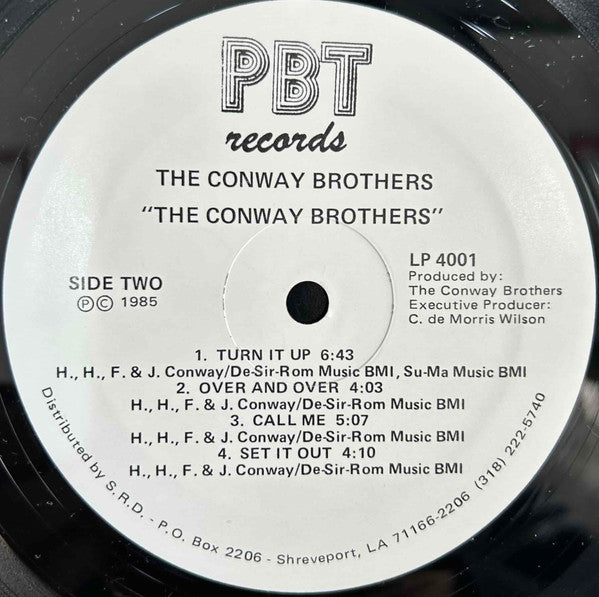 PBT
records
THE CONWAY BROTHERS
"THE CONWAY BROTHERS"
SIDE TWO
Ⓟ© 1985
LP 4001
Produced by:
The Conway Brothers
Executive Producer:
C. de Morris Wilson
1. TURN IT UP 6:43
H., H., F. & J. Conway/De-Sir-Rom Music BMI, Su-Ma Music BMI
2. OVER AND OVER 4:03
H., H., F. & J. Conway/De-Sir-Rom Music BMI
3. CALL ME 5:07
H., H., F. & J. Conway/De-Sir-Rom Music BMI
4. SET IT OUT 4:10
H., H., F. & J. Conway/De-Sir-Rom Music BMI
Distributed by S.R.D. - P.O. Box 2206 - Shreveport, LA 71166-2206 (318) 222-5740